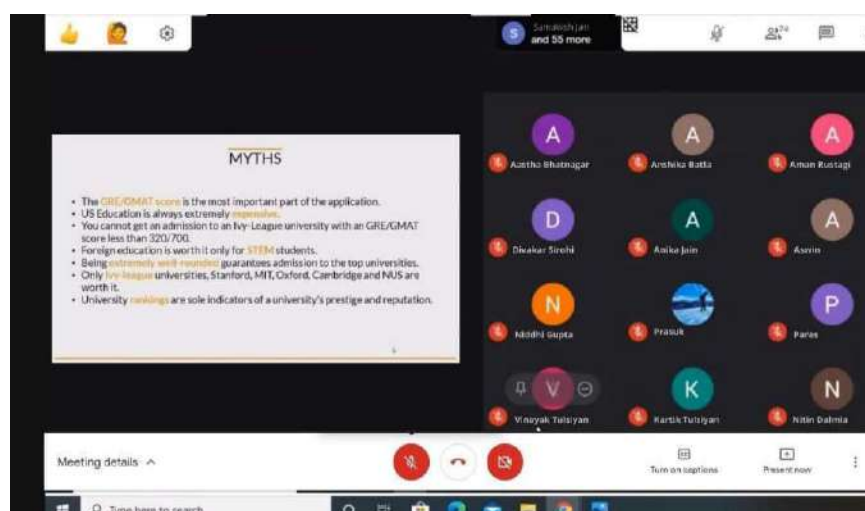 S
and 55 more
MYTHS
• The GRE/GMAT score is the most important part of the application.
• US Education is always extremely expensive.
• You cannot get an admission to an Ivy-League university with an GRE/GMAT
score less than 320/700.
• Foreign education is worth it only for STEM students.
• Being extremely well-rounded guarantees admission to the top universities.
• Only Ivy-league universities, Stanford, MIT, Oxford, Cambridge and NUS are
worth it.
• University rankings are sole indicators of a university's prestige and reputation.
A
Aastha Bhatnagar
A
Anshika Batla
A
Aman Rustagi
D
Divakar Sirohi
A
Anika Jain
A
N
Niddhi Gupta
Prasuk
P
Paras
V
Vinayak Tulsiyan
K
Kartik Tulsiyan
N
Nitin Dalmia
Meeting details
Turn on captions
Present now
Type here to search